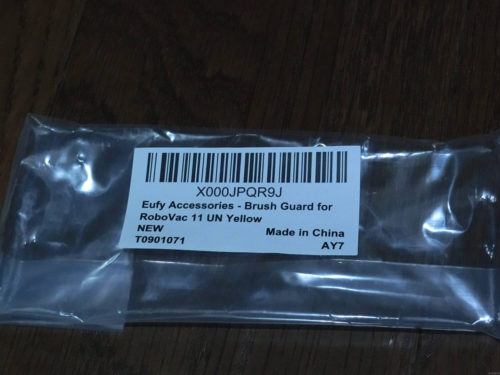 X000JPQR9J
Eufy Accessories - Brush Guard for
RoboVac 11 UN Yellow
NEW
Made in China
T0901071
AY7